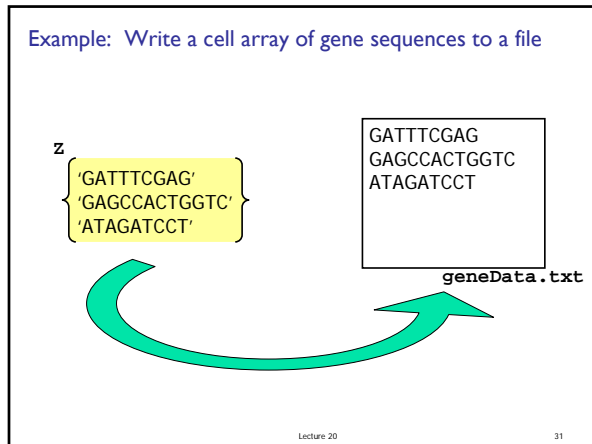 Example: Write a cell array of gene sequences to a file
Z
'GATTTCGAG'
'GAGCCACTGGTC'
'ATAGATCCT'
GATTTCGAG
GAGCCACTGGTC
ATAGATCCT
geneData.txt
Lecture 20
31